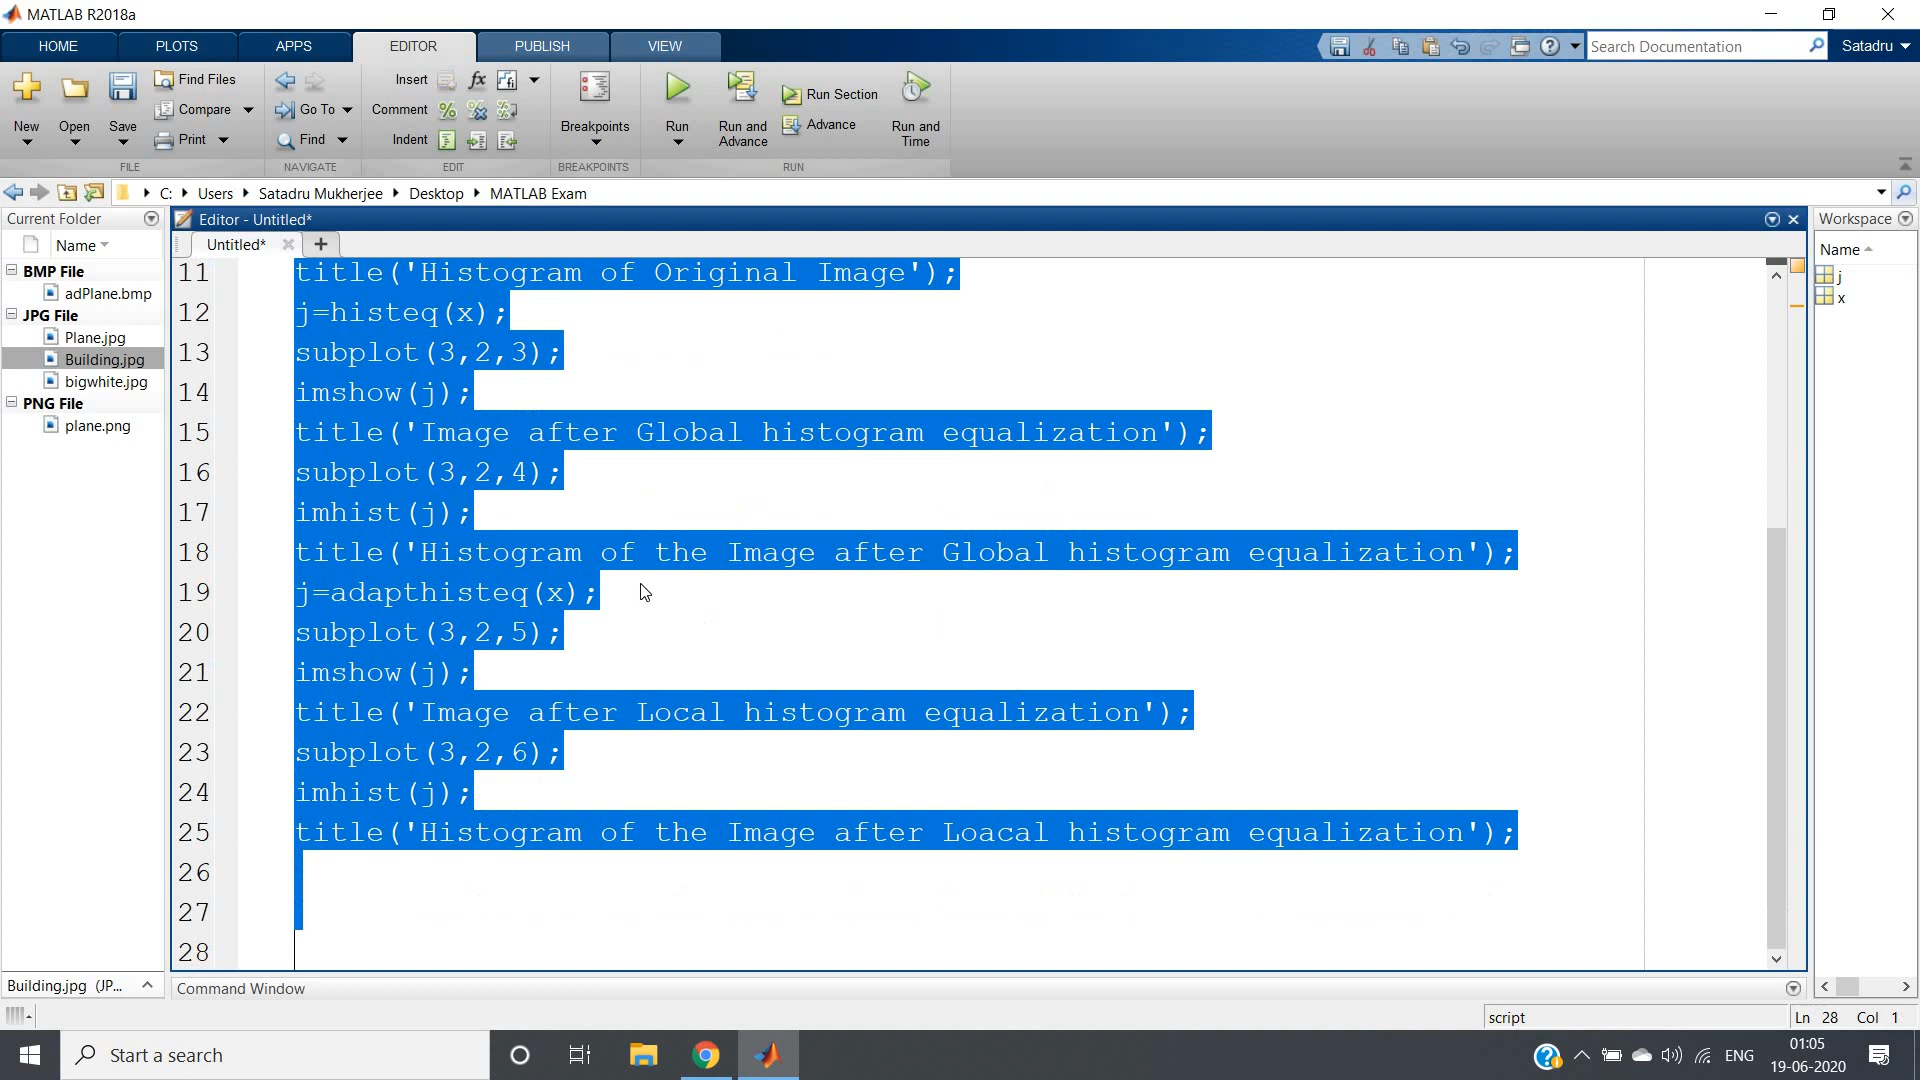 MATLAB R2018a
HOME
PLOTS
APPS
EDITOR
PUBLISH
VIEW
Search Documentation
Satadru
New
Open
Save
Find Files
Compare
Print
FILE
Go To
Find
NAVIGATE
Insert
fx
Comment
Indent
EDIT
Breakpoints
BREAKPOINTS
Run
Run and
Advance
Run Section
Advance
Run and
Time
RUN
C:
Users
Satadru Mukherjee
Desktop
MATLAB Exam
Current Folder
Name
BMP File
adPlane.bmp
JPG File
Plane.jpg
Building.jpg
bigwhite.jpg
PNG File
plane.png
Building.jpg (JP...
Editor - Untitled*
Untitled*
11 title('Histogram of Original Image');
12 j=histeq(x);
13 subplot(3,2,3);
14 imshow(j);
15 title('Image after Global histogram equalization');
16 subplot(3,2,4);
17 imhist(j);
18 title('Histogram of the Image after Global histogram equalization');
19 j=adapthisteq(x);
20 subplot(3,2,5);
21 imshow(j);
22 title('Image after Local histogram equalization');
23 subplot(3,2,6);
24 imhist(j);
25 title('Histogram of the Image after Loacal histogram equalization');
26
27
28
Command Window
Workspace
Name
j
x
script
Ln 28 Col 1
Start a search
ENG
01:05
19-06-2020